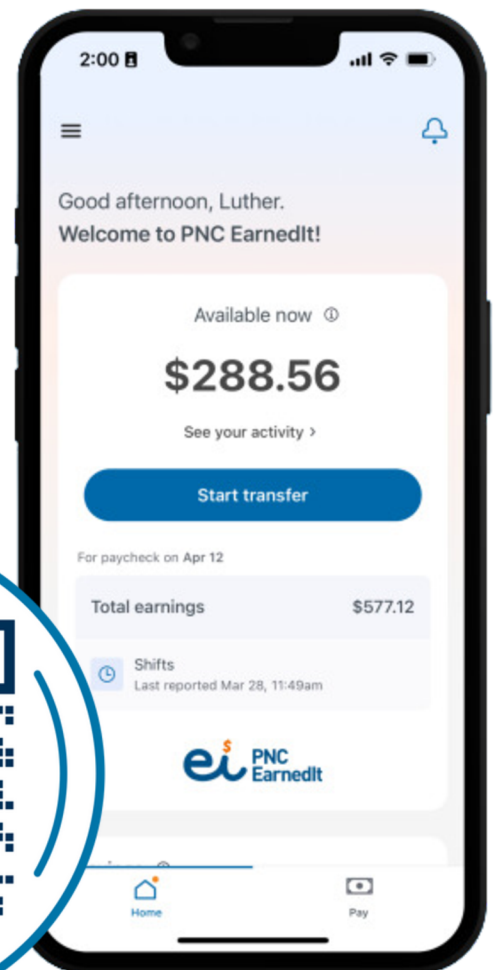 2:00
Good afternoon, Luther.
Welcome to PNC EarnedIt!
Available now
$288.56
See your activity >
Start transfer
For paycheck on Apr 12
Total earnings $577.12
Shifts
Last reported Mar 28, 11:49am
ei $ PNC
EarnedIt
Home Pay